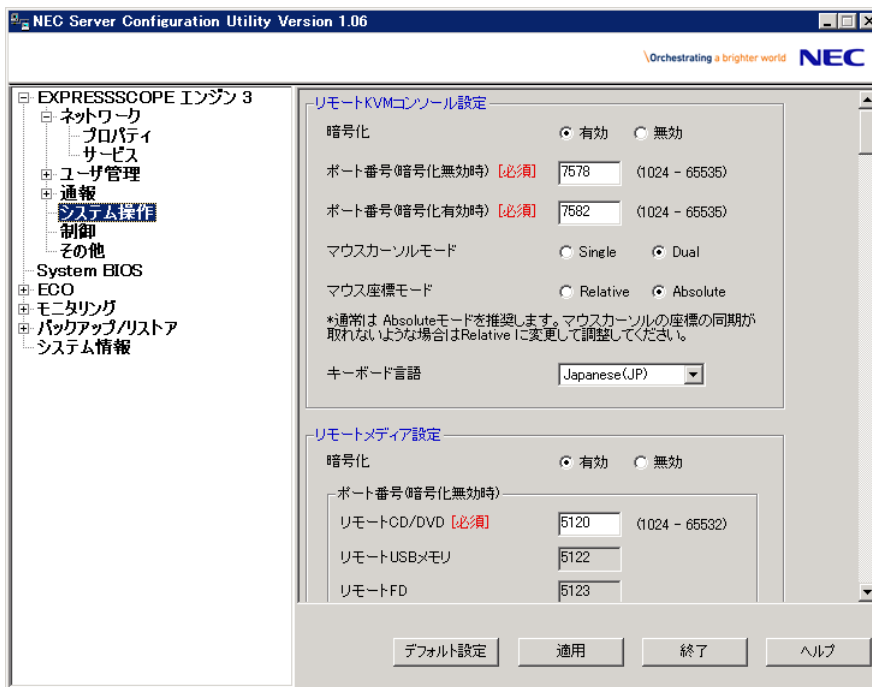 NEC Server Configuration Utility Version 1.06
\Orchestrating a brighter world NEC
EXPRESSSCOPE エンジン 3
ネットワーク
プロパティ
サービス
ユーザ管理
通報
システム操作
制御
その他
System BIOS
ECO
モニタリング
バックアップ/リストア
システム情報
リモートKVMコンソール設定
暗号化 有効 無効
ポート番号(暗号化無効時) [必須] 7578 (1024 - 65535)
ポート番号(暗号化有効時) [必須] 7582 (1024 - 65535)
マウスカーソルモード Single Dual
マウス座標モード Relative Absolute
*通常は Absoluteモードを推奨します。マウスカーソルの座標の同期が
取れないような場合はRelative に変更して調整してください。
キーボード言語 Japanese(JP)
リモートメディア設定
暗号化 有効 無効
ポート番号(暗号化無効時)
リモートCD/DVD [必須] 5120 (1024 - 65532)
リモートUSBメモリ 5122
リモートFD 5123
デフォルト設定 適用 終了 ヘルプ